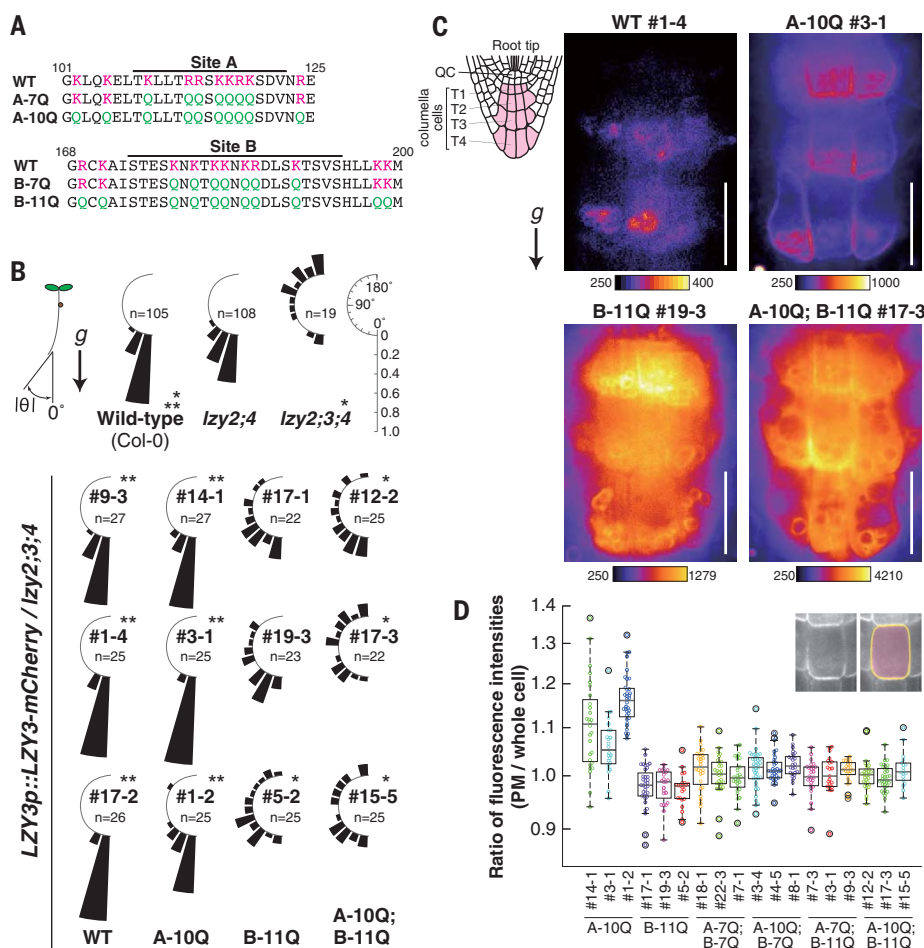 A
101 Site A 125
WT GKLQKELTKLLTRRSKKRKSDVNRE
A-7Q GKLQKELTQLLTQQSQQQQSDVNRE
A-10Q GQLQQELTQLLTQQSQQQQSDVNQE
168 Site B 200
WT GRCKAISTESKNKTKKNKRDLSKTSVSHLLKKM
B-7Q GRCKAISTESQNQTQQNQQDLSQTSVSHLLKKM
B-11Q GQCQAISTESQNQTQQNQQDLSQTSVSHLLQQM
B
g
|θ|
0°
n=105
n=108
n=19
180°
90°
0°
0.2
0.4
0.6
0.8
1.0
*
**
*
Wild-type
(Col-0)
lzy2;4
lzy2;3;4
LZY3p::LZY3-mCherry / lzy2;3;4
** ** *
#9-3 #14-1 #17-1 #12-2
n=27 n=27 n=22 n=25
** ** *
#1-4 #3-1 #19-3 #17-3
n=25 n=25 n=23 n=22
** ** * *
#17-2 #1-2 #5-2 #15-5
n=26 n=25 n=25 n=25
WT A-10Q B-11Q A-10Q;
B-11Q
C
Root tip
QC
columella
cells
T1
T2
T3
T4
g
WT #1-4
250 400
A-10Q #3-1
250 1000
B-11Q #19-3
250 1279
A-10Q; B-11Q #17-3
250 4210
D
Ratio of fluorescence intensities
(PM / whole cell)
1.4
1.3
1.2
1.1
1.0
0.9
#14-1 #3-1 #1-2 #17-1 #19-3 #5-2 #18-1 #22-3 #7-1 #3-4 #4-5 #8-1 #7-3 #3-1 #9-3 #12-2 #17-3 #15-5
A-10Q B-11Q A-7Q; A-10Q; A-7Q; A-10Q;
B-7Q B-7Q B-11Q B-11Q